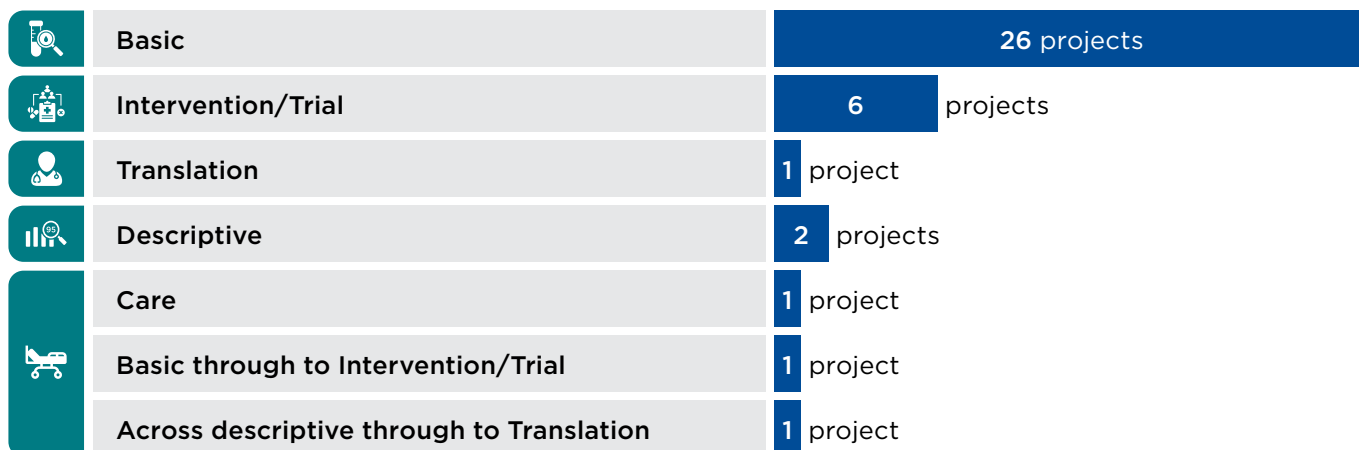 Basic 26 projects
Intervention/Trial 6 projects
Translation 1 project
95
Descriptive 2 projects
Care 1 project
Basic through to Intervention/Trial 1 project
Across descriptive through to Translation 1 project